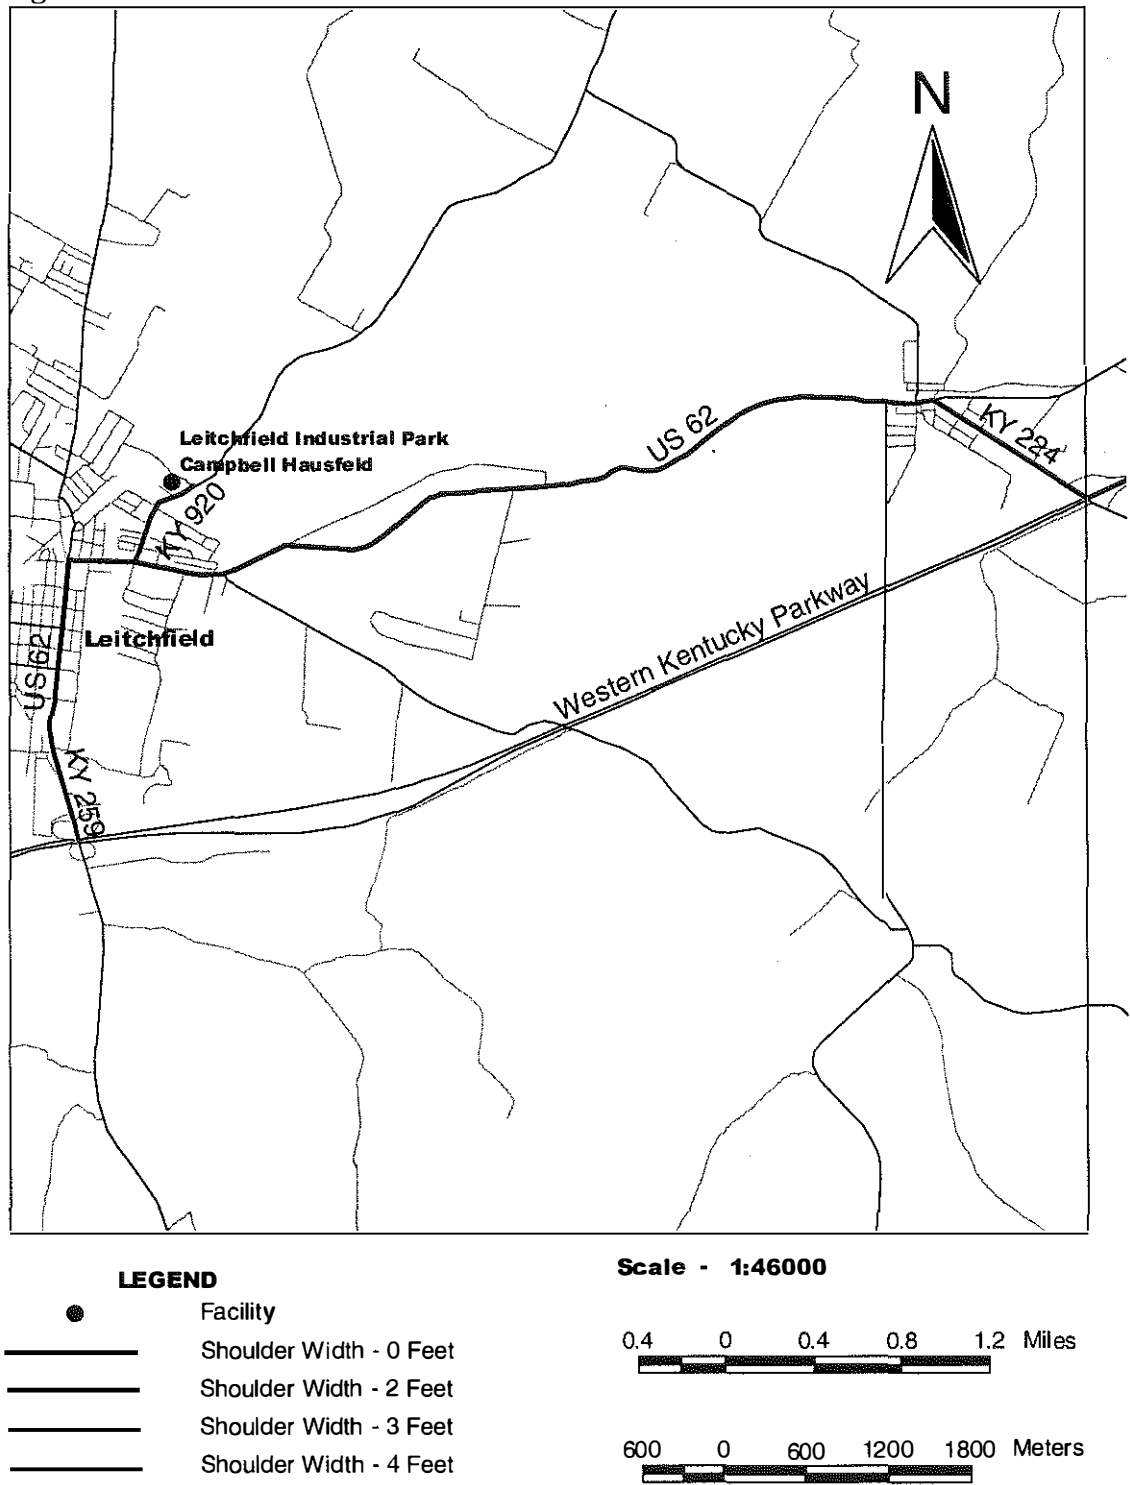 N
Leitchfield Industrial Park
Campbell Hausfeld
US 62
KY 224
KY 920
Leitchfield
US 62
Western Kentucky Parkway
KY 259
LEGEND
Facility
Shoulder Width - 0 Feet
Shoulder Width - 2 Feet
Shoulder Width - 3 Feet
Shoulder Width - 4 Feet
Scale - 1:46000
0.4 0 0.4 0.8 1.2 Miles
600 0 600 1200 1800 Meters